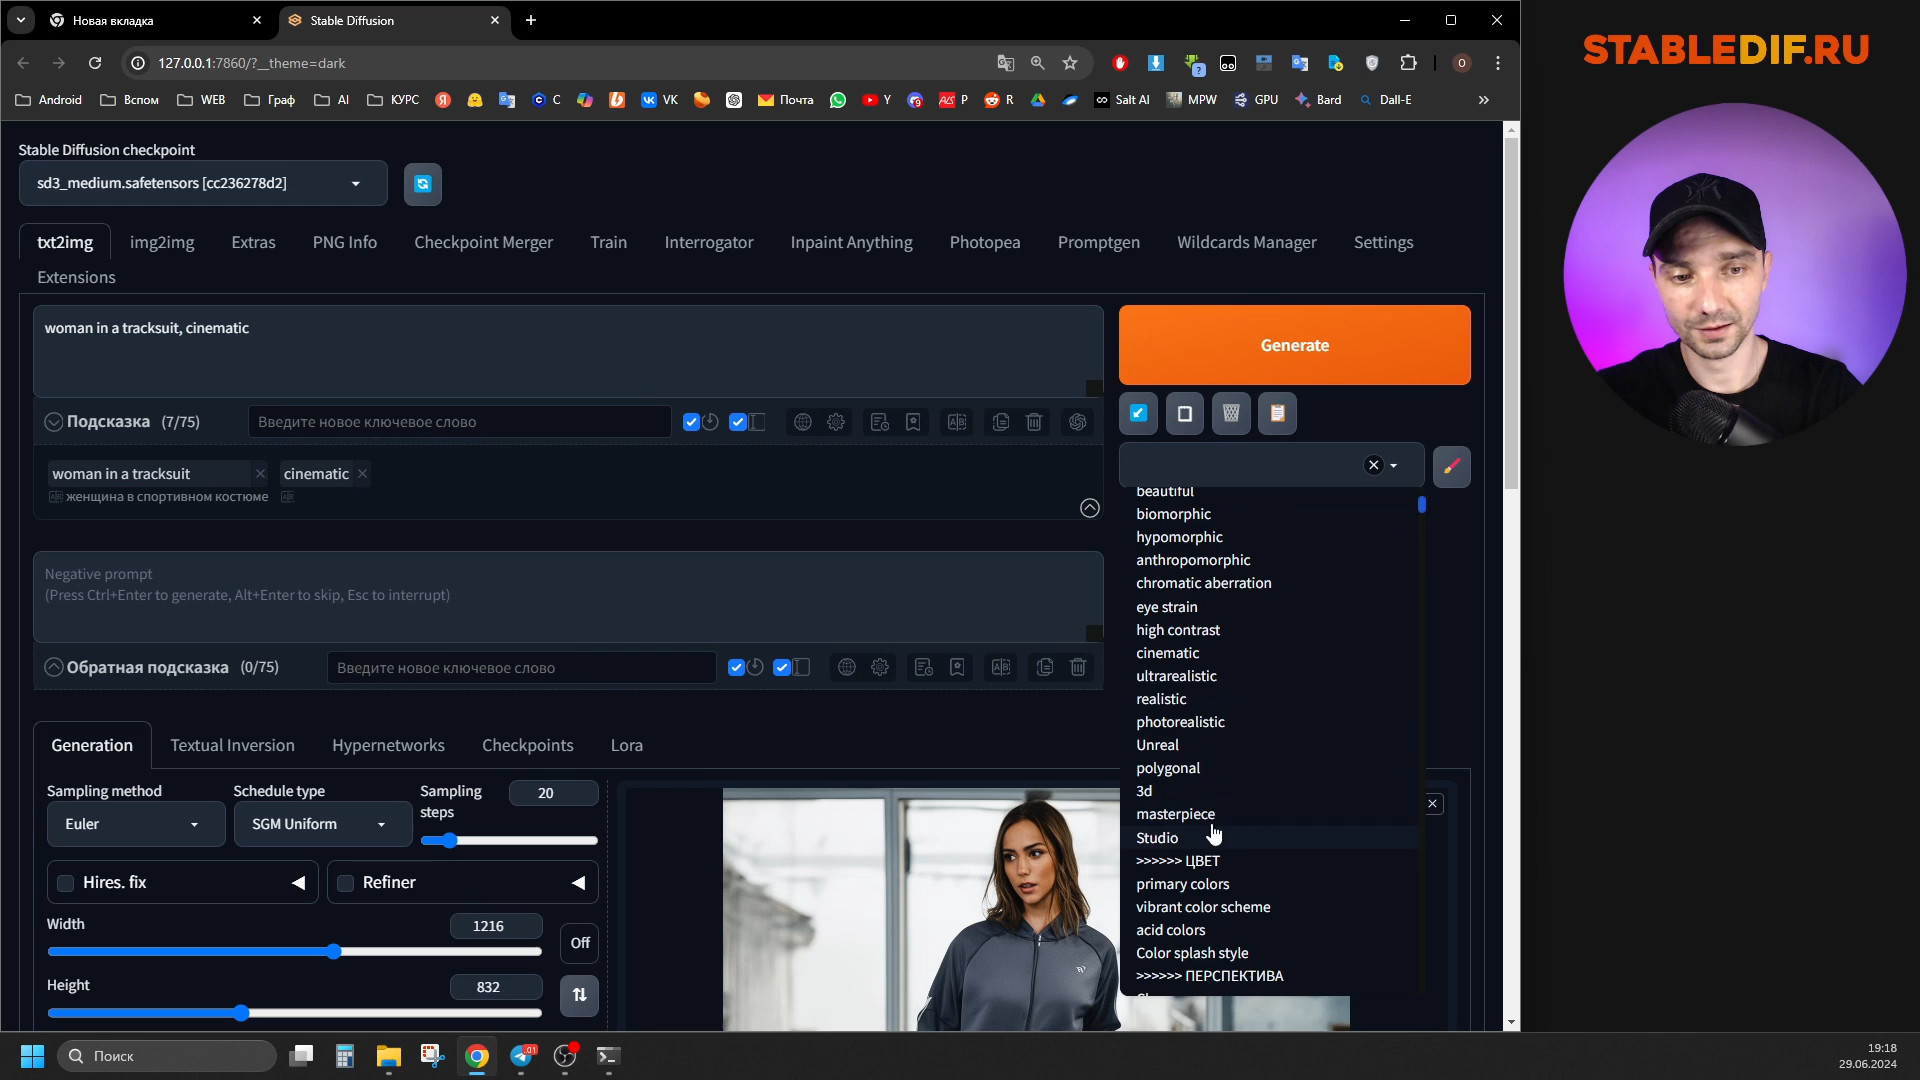 Новая вкладка
Stable Diffusion
STABLEDIF.RU
127.0.0.1:7860/?__theme=dark
Android
Вспом
WEB
Граф
AI
КУРС
C
VK
Почта
Y
P
R
Salt AI
MPW
GPU
Bard
Dall-E
Stable Diffusion checkpoint
sd3_medium.safetensors [cc236278d2]
txt2img
img2img
Extras
PNG Info
Checkpoint Merger
Train
Interrogator
Inpaint Anything
Photopea
Promptgen
Wildcards Manager
Settings
Extensions
woman in a tracksuit, cinematic
Generate
Подсказка (7/75)
Введите новое ключевое слово
woman in a tracksuit
cinematic
женщина в спортивном костюме
Negative prompt
(Press Ctrl+Enter to generate, Alt+Enter to skip, Esc to interrupt)
Обратная подсказка (0/75)
Введите новое ключевое слово
beautiful
biomorphic
hypomorphic
anthropomorphic
chromatic aberration
eye strain
high contrast
cinematic
ultrarealistic
realistic
photorealistic
Unreal
polygonal
3d
masterpiece
Studio
>>>>>> ЦВЕТ
primary colors
vibrant color scheme
acid colors
Color splash style
>>>>>> ПЕРСПЕКТИВА
Generation
Textual Inversion
Hypernetworks
Checkpoints
Lora
Sampling method
Euler
Schedule type
SGM Uniform
Sampling steps
20
Hires. fix
Refiner
Width
1216
Off
Height
832
Поиск
19:18
29.06.2024